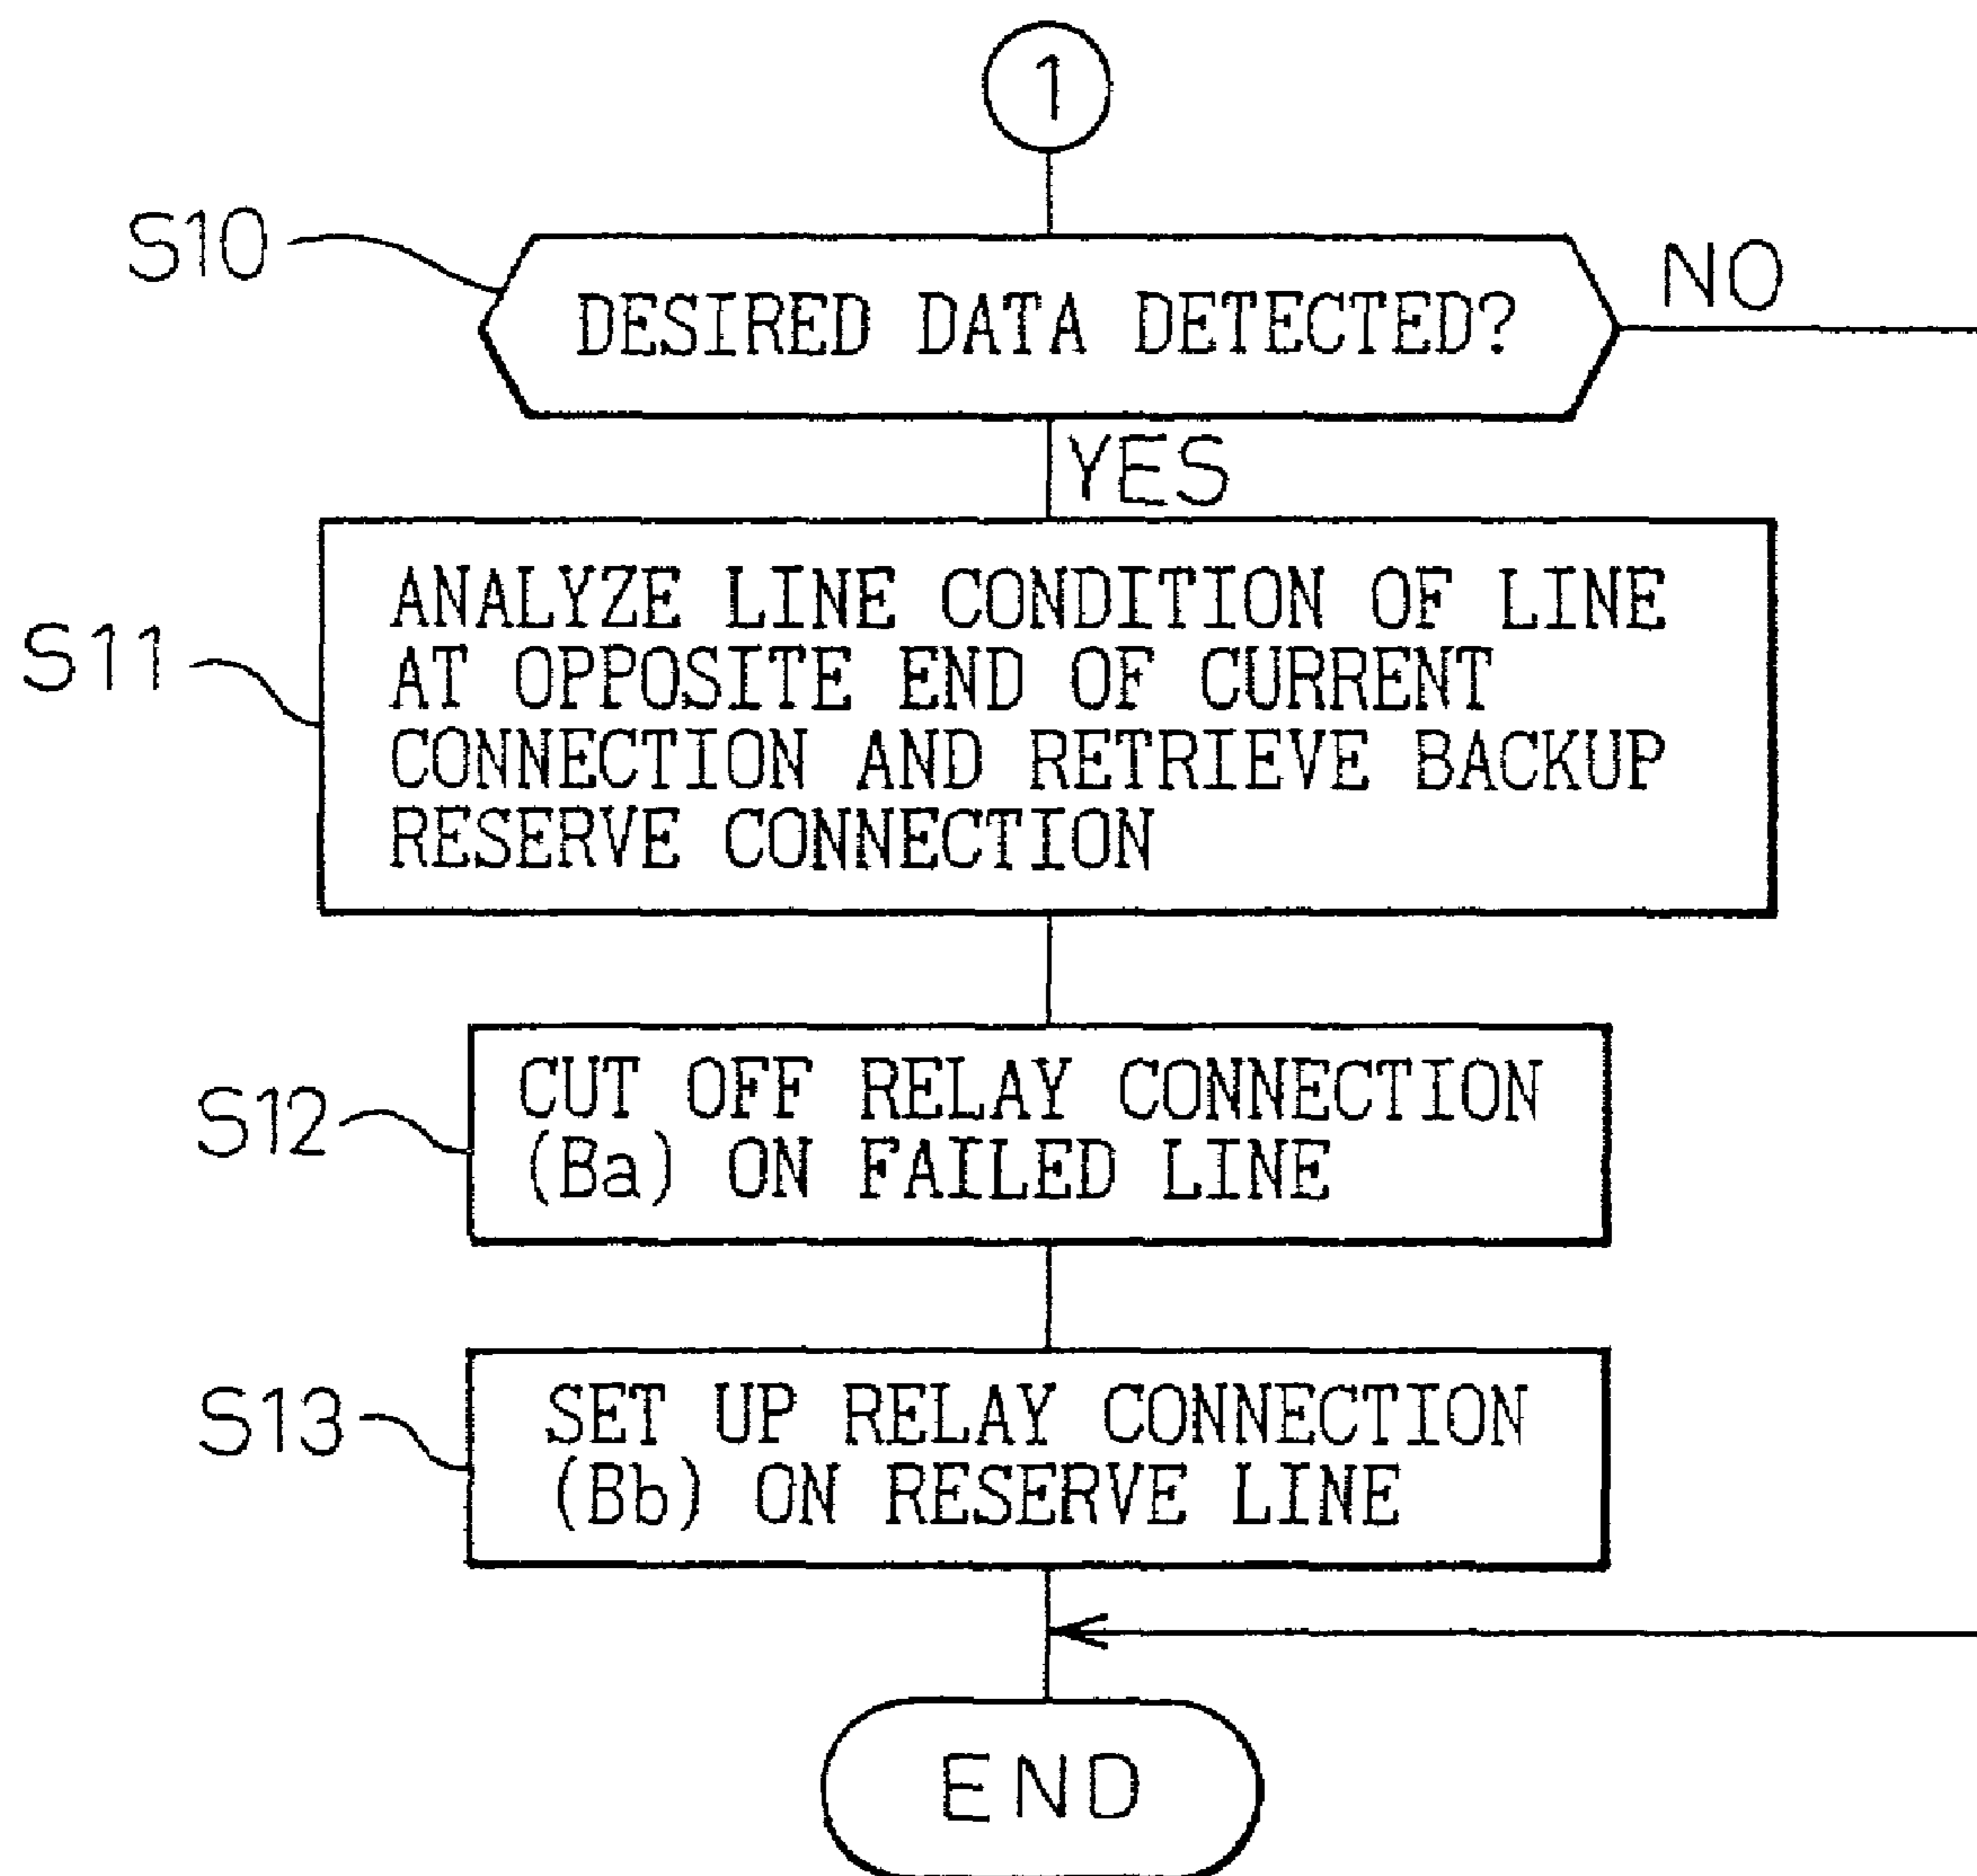 1
S10
DESIRED DATA DETECTED?
NO
YES
S11
ANALYZE LINE CONDITION OF LINE
AT OPPOSITE END OF CURRENT
CONNECTION AND RETRIEVE BACKUP
RESERVE CONNECTION
S12
CUT OFF RELAY CONNECTION
(Ba) ON FAILED LINE
S13
SET UP RELAY CONNECTION
(Bb) ON RESERVE LINE
END